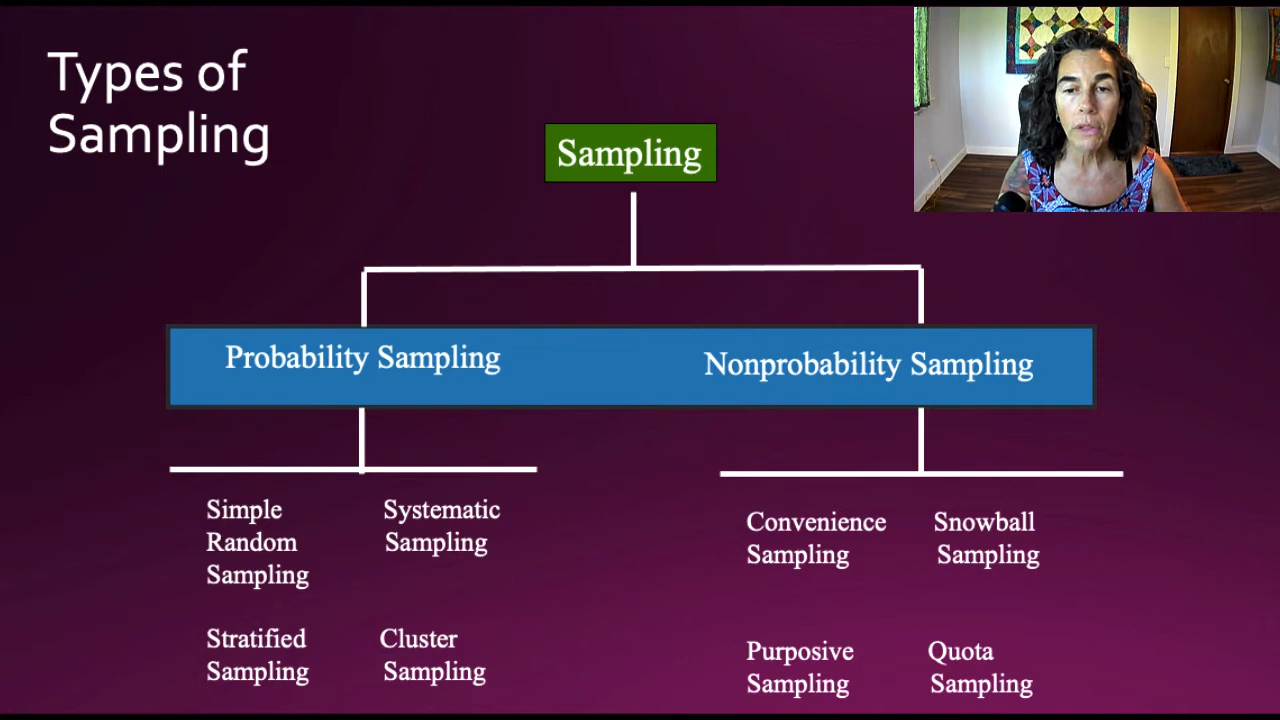 Types of
Sampling
Sampling
Probability Sampling
Nonprobability Sampling
Simple
Random
Sampling
Systematic
Sampling
Stratified
Sampling
Cluster
Sampling
Convenience
Sampling
Snowball
Sampling
Purposive
Sampling
Quota
Sampling